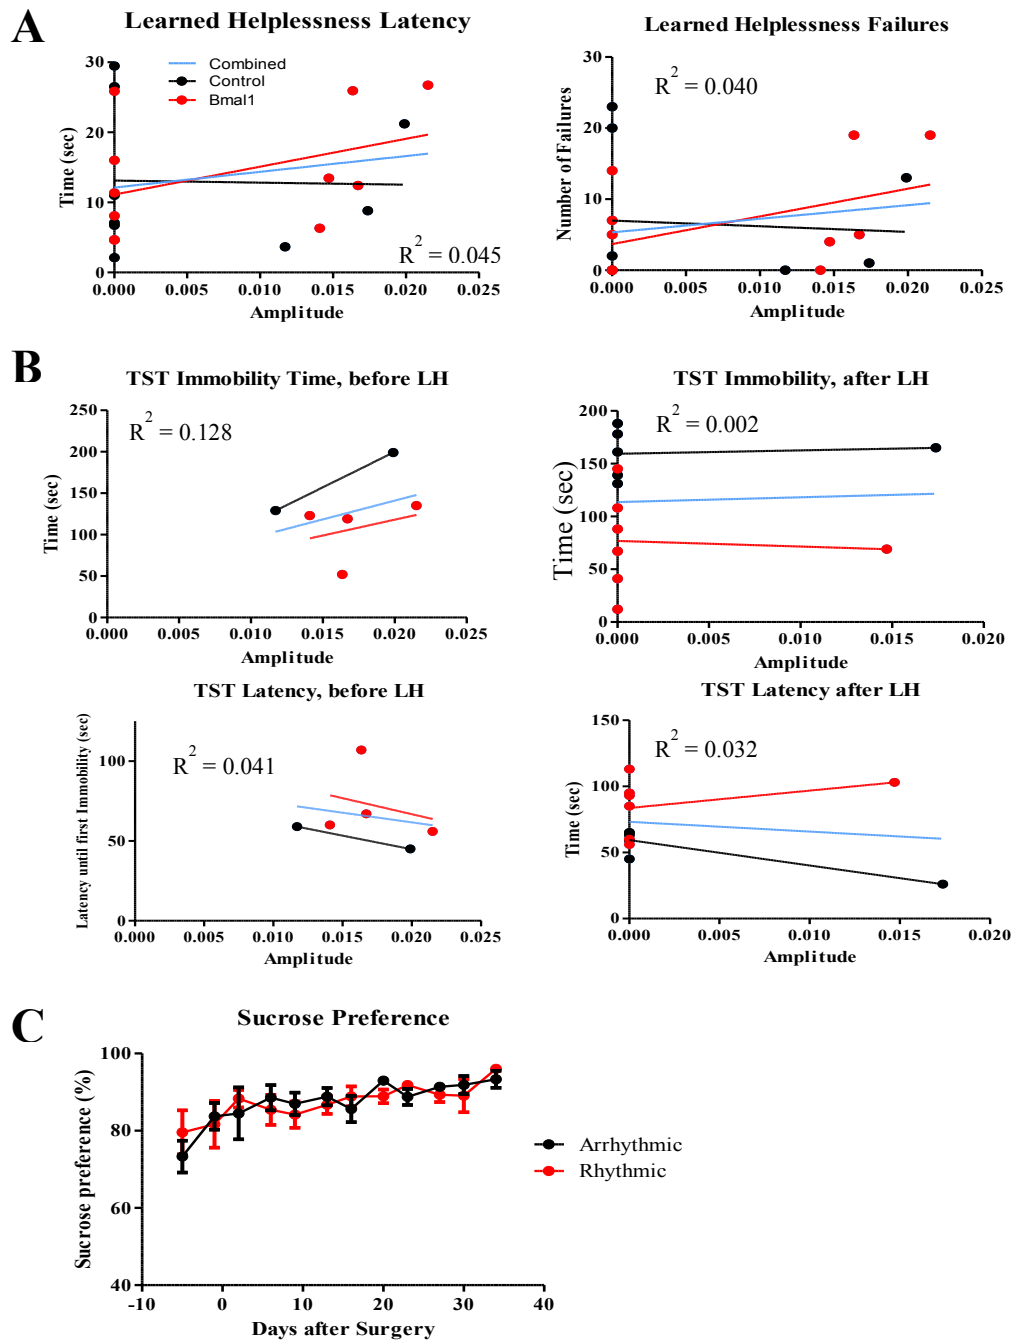 A
Learned Helplessness Latency
Time (sec)
30
20
10
0
Combined
Control
Bmal1
R² = 0.045
0.000 0.005 0.010 0.015 0.020 0.025
Amplitude
Learned Helplessness Failures
Number of Failures
30
20
10
0
R² = 0.040
0.000 0.005 0.010 0.015 0.020 0.025
Amplitude
B
TST Immobility Time, before LH
Time (sec)
250
200
150
100
50
0
R² = 0.128
0.000 0.005 0.010 0.015 0.020 0.025
Amplitude
TST Immobility, after LH
Time (sec)
200
150
100
50
0
R² = 0.002
0.000 0.005 0.010 0.015 0.020
Amplitude
TST Latency, before LH
Latency until first Immobility (sec)
100
50
0
R² = 0.041
0.000 0.005 0.010 0.015 0.020 0.025
Amplitude
TST Latency after LH
Time (sec)
150
100
50
0
R² = 0.032
0.000 0.005 0.010 0.015 0.020
Amplitude
C
Sucrose Preference
Sucrose preference (%)
100
80
60
40
-10 0 10 20 30 40
Days after Surgery
Arrhythmic
Rhythmic